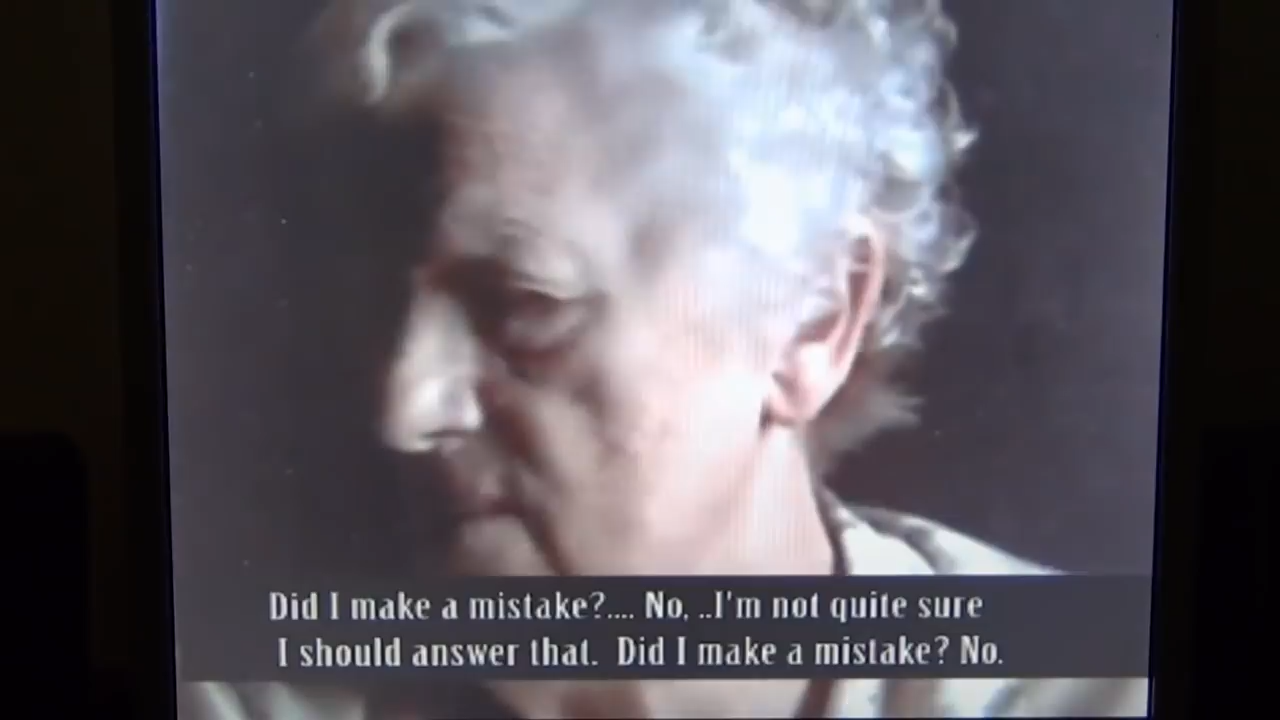 Did I make a mistake?.... No, ..I'm not quite sure
I should answer that. Did I make a mistake? No.